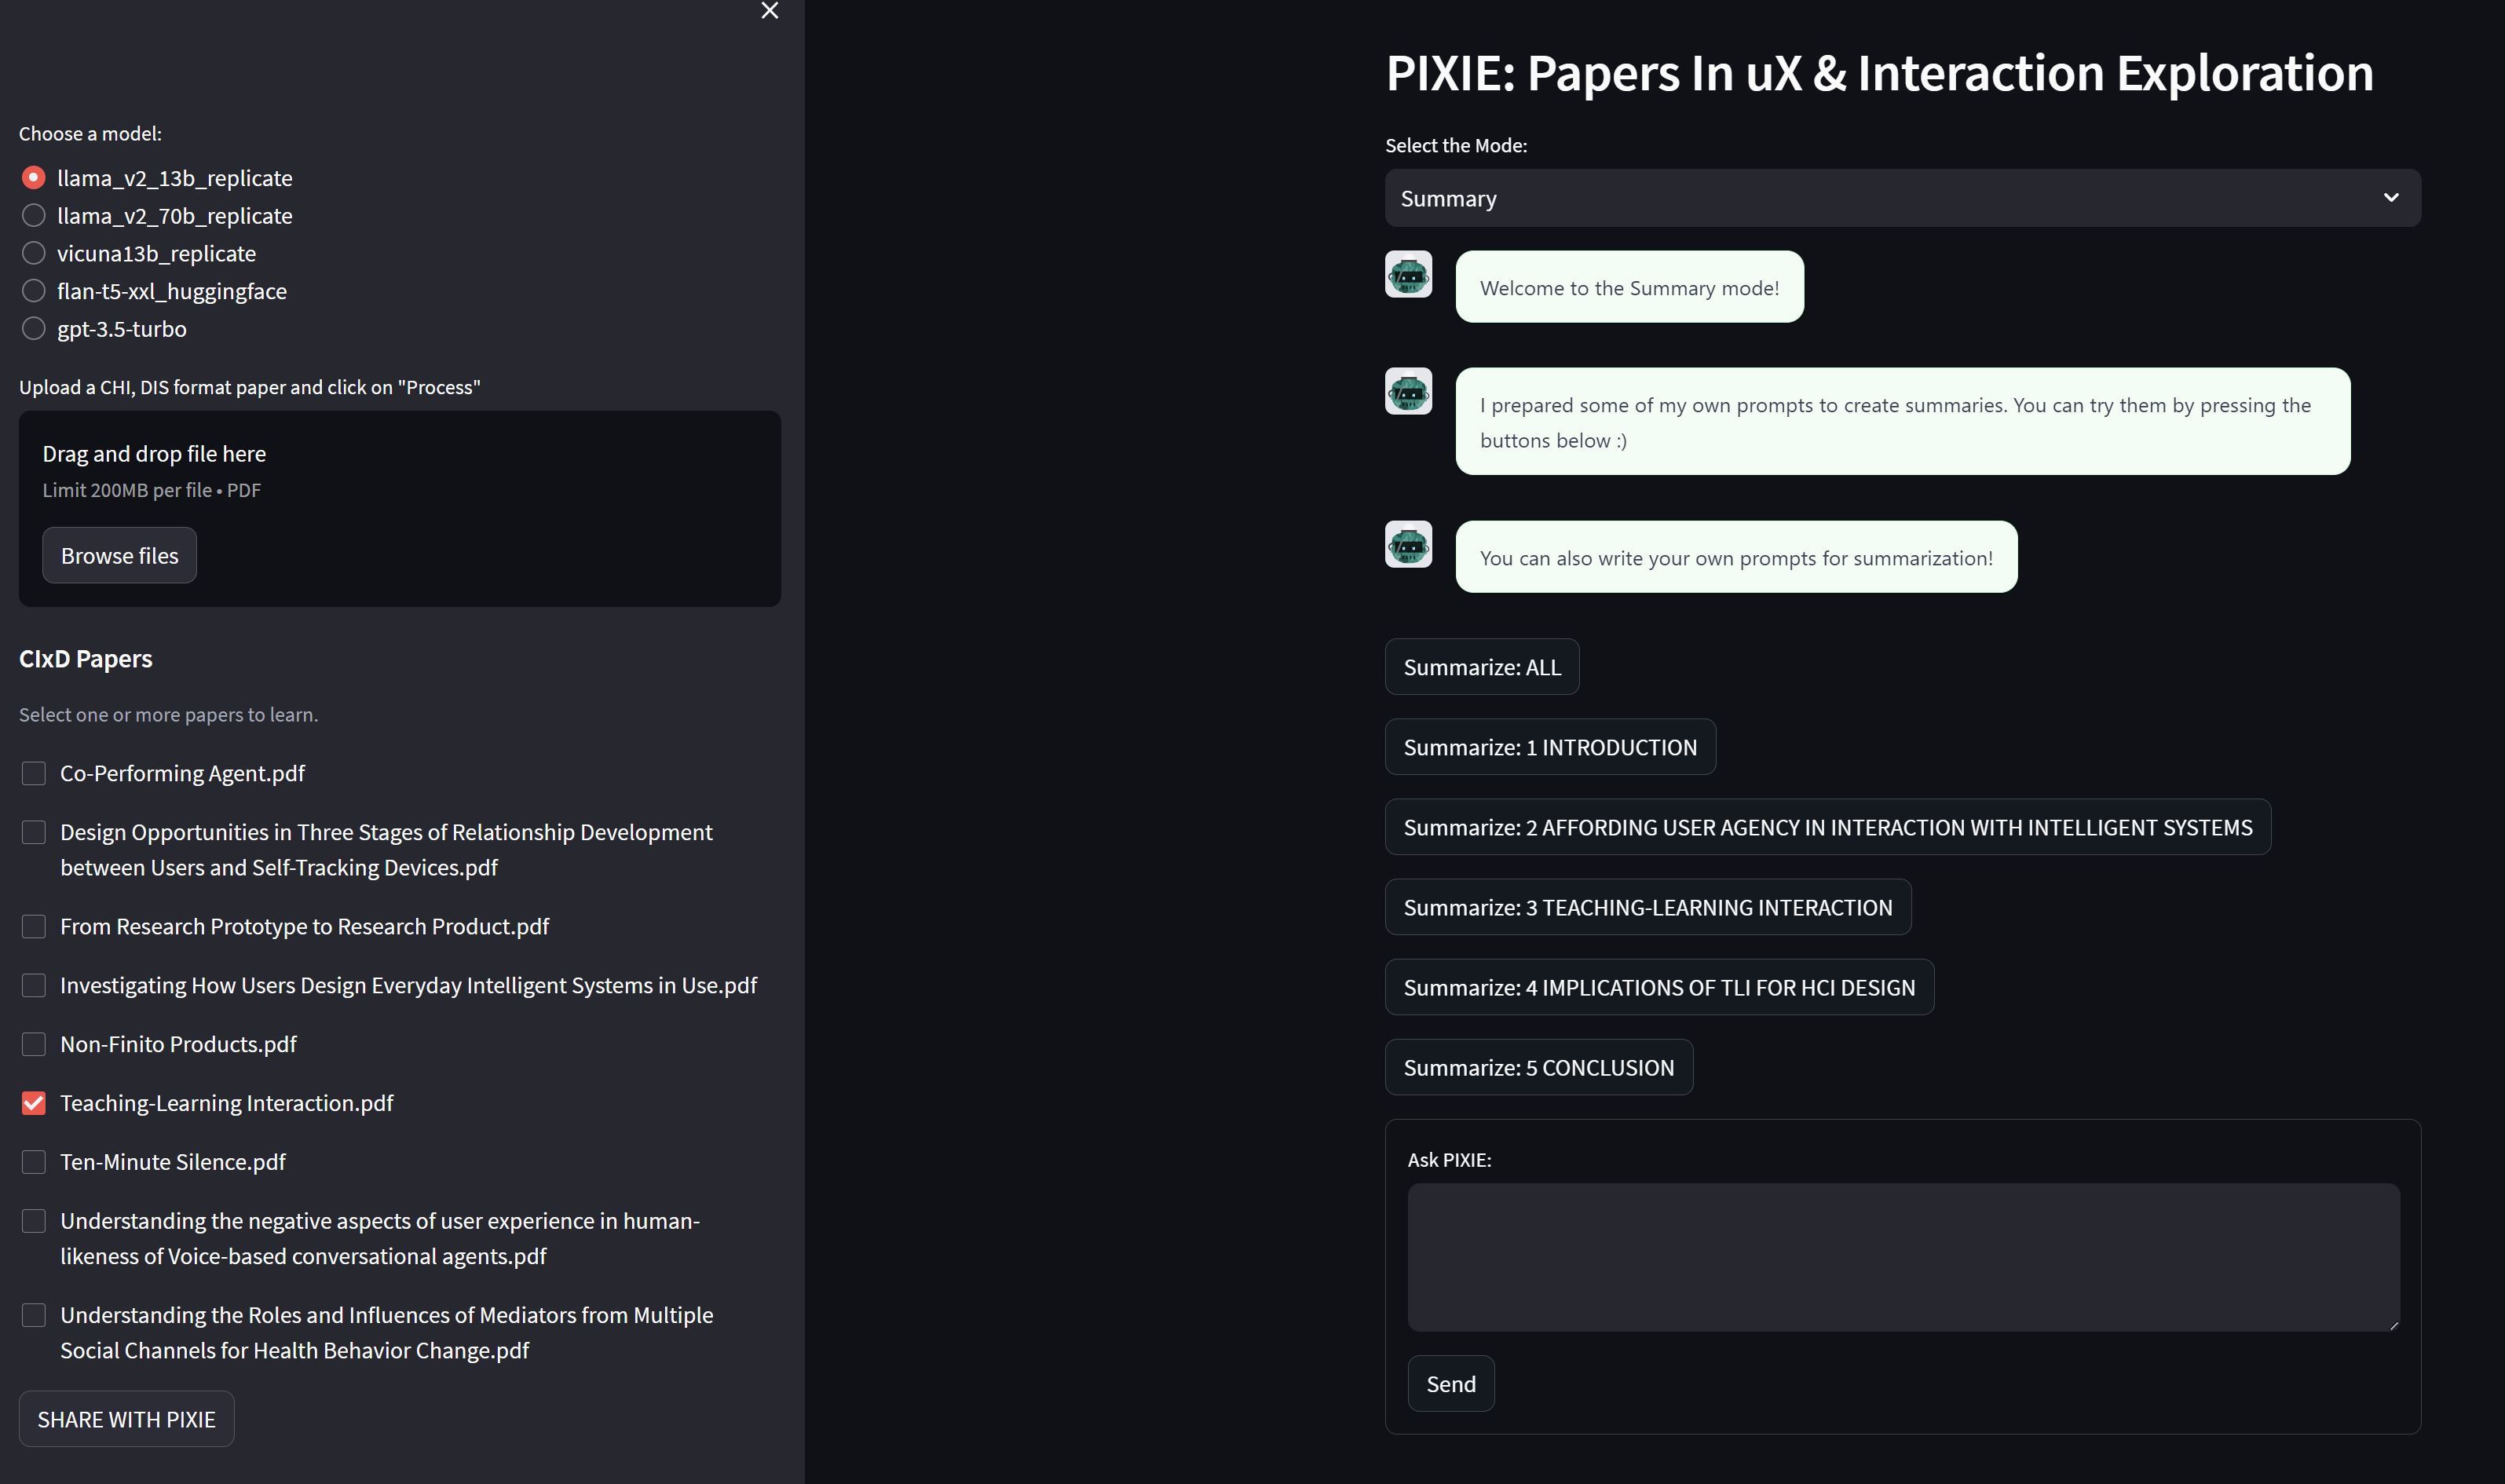 Choose a model:
llama_v2_13b_replicate
llama_v2_70b_replicate
vicuna13b_replicate
flan-t5-xxl_huggingface
gpt-3.5-turbo
Upload a CHI, DIS format paper and click on "Process"
Drag and drop file here
Limit 200MB per file • PDF
Browse files
CIxD Papers
Select one or more papers to learn.
Co-Performing Agent.pdf
Design Opportunities in Three Stages of Relationship Development
between Users and Self-Tracking Devices.pdf
From Research Prototype to Research Product.pdf
Investigating How Users Design Everyday Intelligent Systems in Use.pdf
Non-Finito Products.pdf
Teaching-Learning Interaction.pdf
Ten-Minute Silence.pdf
Understanding the negative aspects of user experience in human-
likeness of Voice-based conversational agents.pdf
Understanding the Roles and Influences of Mediators from Multiple
Social Channels for Health Behavior Change.pdf
SHARE WITH PIXIE
PIXIE: Papers In uX & Interaction Exploration
Select the Mode:
Summary
Welcome to the Summary mode!
I prepared some of my own prompts to create summaries. You can try them by pressing the
buttons below :)
You can also write your own prompts for summarization!
Summarize: ALL
Summarize: 1 INTRODUCTION
Summarize: 2 AFFORDING USER AGENCY IN INTERACTION WITH INTELLIGENT SYSTEMS
Summarize: 3 TEACHING-LEARNING INTERACTION
Summarize: 4 IMPLICATIONS OF TLI FOR HCI DESIGN
Summarize: 5 CONCLUSION
Ask PIXIE:
Send